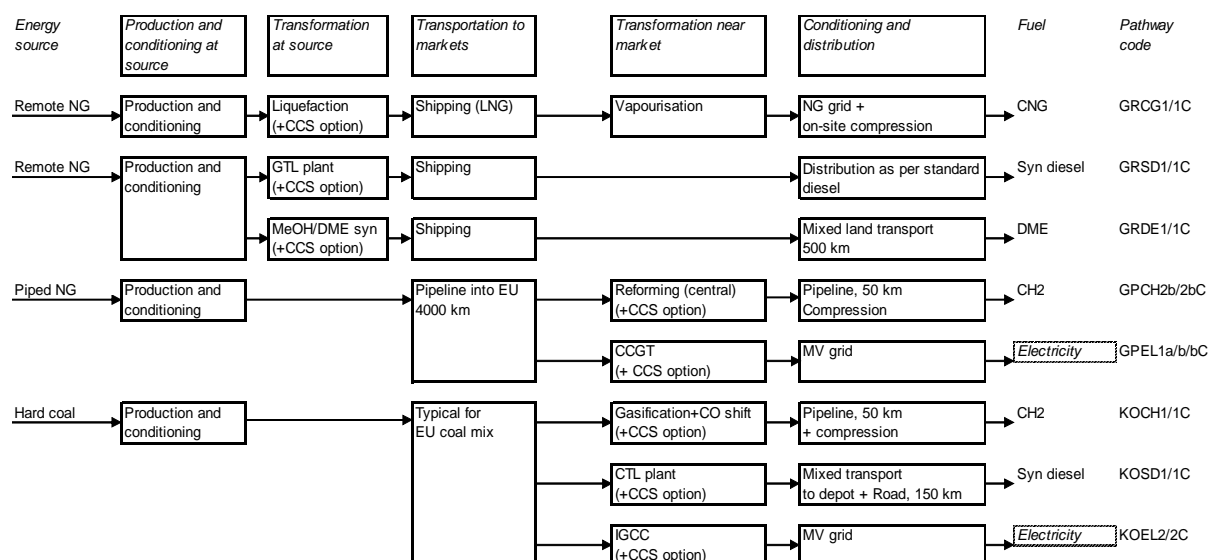 Energy source
Production and conditioning at source
Transformation at source
Transportation to markets
Transformation near market
Conditioning and distribution
Fuel
Pathway code
Remote NG
Production and conditioning
Liquefaction
(+CCS option)
Shipping (LNG)
Vapourisation
NG grid +
on-site compression
CNG
GRCG1/1C
Remote NG
Production and conditioning
GTL plant
(+CCS option)
Shipping
Distribution as per standard diesel
Syn diesel
GRSD1/1C
MeOH/DME syn
(+CCS option)
Shipping
Mixed land transport
500 km
DME
GRDE1/1C
Piped NG
Production and conditioning
Pipeline into EU
4000 km
Reforming (central)
(+CCS option)
Pipeline, 50 km
Compression
CH2
GPCH2b/2bC
CCGT
(+ CCS option)
MV grid
Electricity
GPEL1a/b/bC
Hard coal
Production and conditioning
Typical for
EU coal mix
Gasification+CO shift
(+CCS option)
Pipeline, 50 km
+ compression
CH2
KOCH1/1C
CTL plant
(+CCS option)
Mixed transport
to depot + Road, 150 km
Syn diesel
KOSD1/1C
IGCC
(+CCS option)
MV grid
Electricity
KOEL2/2C